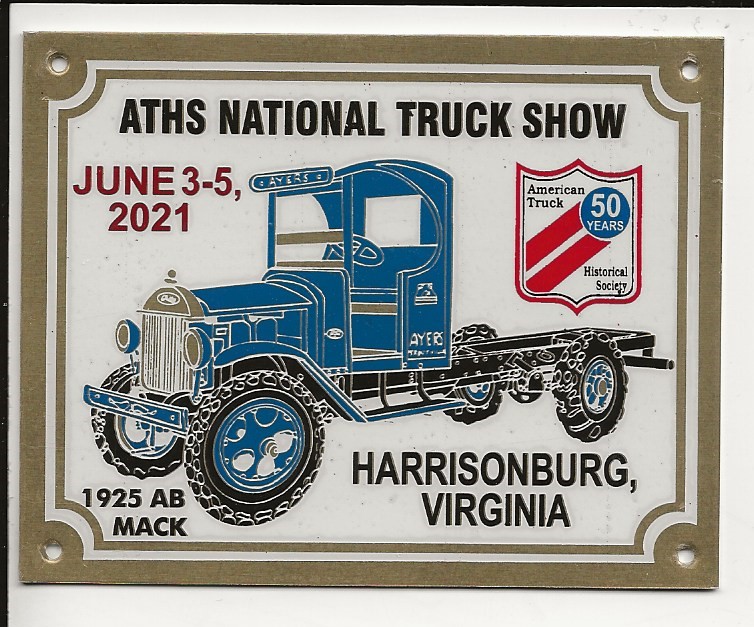 ATHS NATIONAL TRUCK SHOW
JUNE 3-5,
2021
AYERS
American
Truck
50
YEARS
Historical
Society
AYERS
HARRISONBURG,
VIRGINIA
1925 AB
MACK